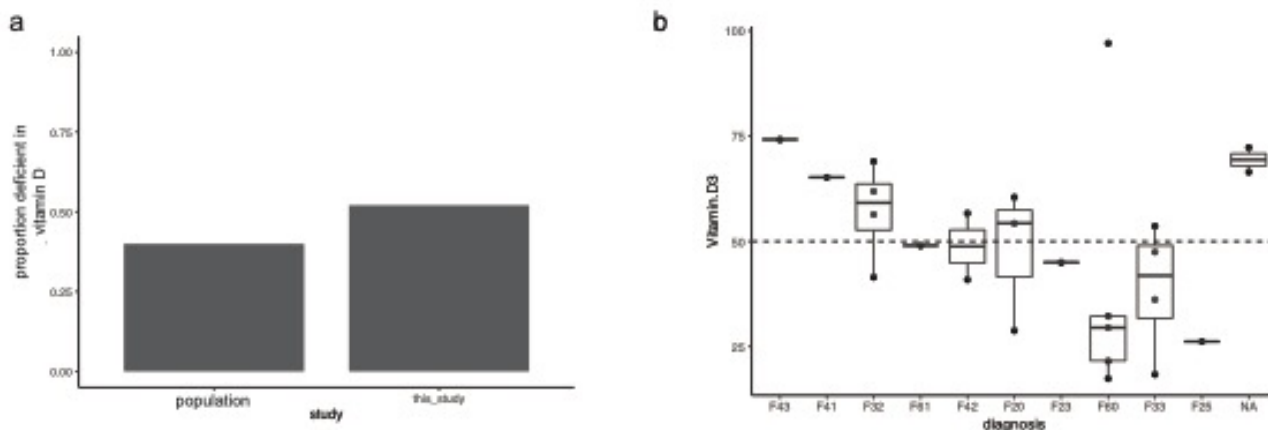 a
proportion deficient in
. vitamin D
1.00
0.75
0.50
0.25
0.00
population
this_study
study
b
Vitamin.D3
100
75
50
25
F43
F41
F32
F61
F42
F20
F23
F60
F33
F25
NA
diagnosis